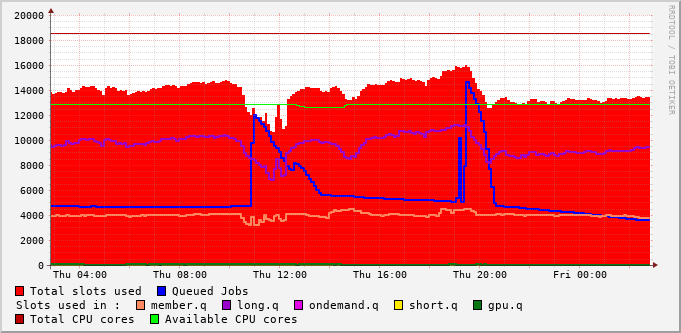 20000
18000
16000
14000
12000
10000
8000
6000
4000
2000
0
Thu 04:00 Thu 08:00 Thu 12:00 Thu 16:00 Thu 20:00 Fri 00:00
RRDTOOL / TOBI OETIKER
Total slots used Queued Jobs
Slots used in : member.q long.q ondemand.q short.q gpu.q
Total CPU cores Available CPU cores